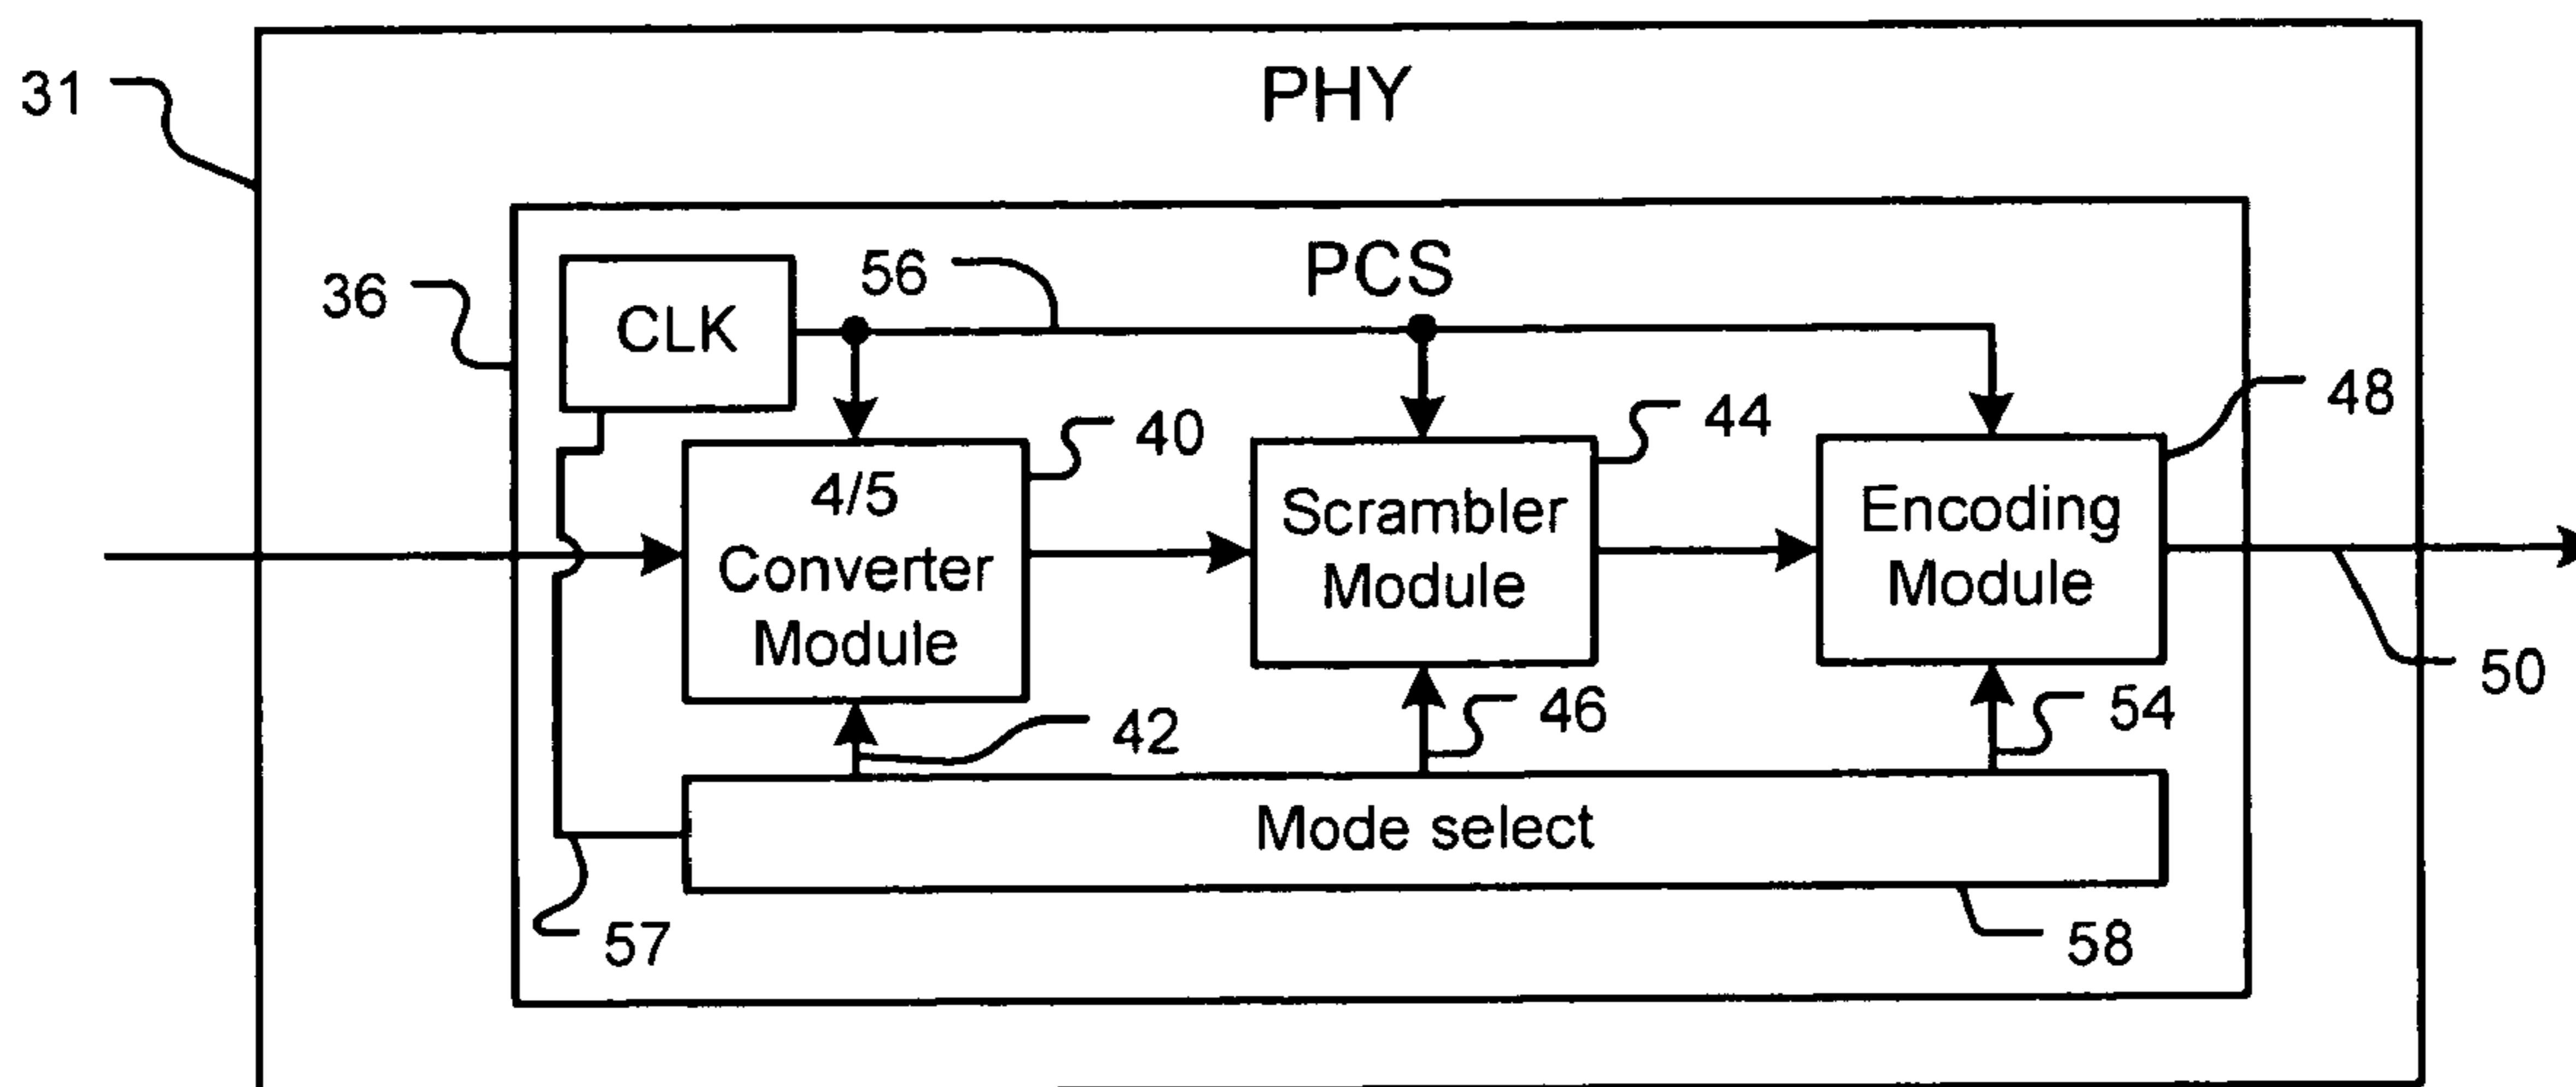 31
PHY
36
PCS
56
CLK
40
44
48
4/5
Converter
Module
Scrambler
Module
Encoding
Module
50
42
46
54
Mode select
57
58